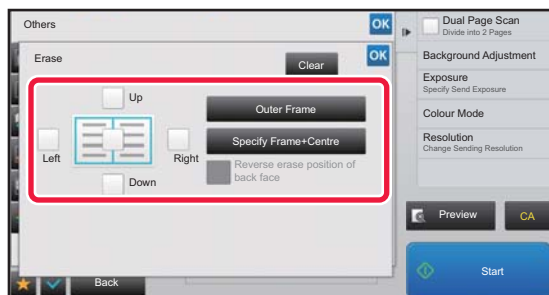 Others
OK
Erase
Clear
OK
Up
Left
Right
Down
Outer Frame
Specify Frame+Centre
Reverse erase position of
back face
Back
Dual Page Scan
Divide into 2 Pages
Background Adjustment
Exposure
Specify Send Exposure
Colour Mode
Resolution
Change Sending Resolution
Preview
CA
Start